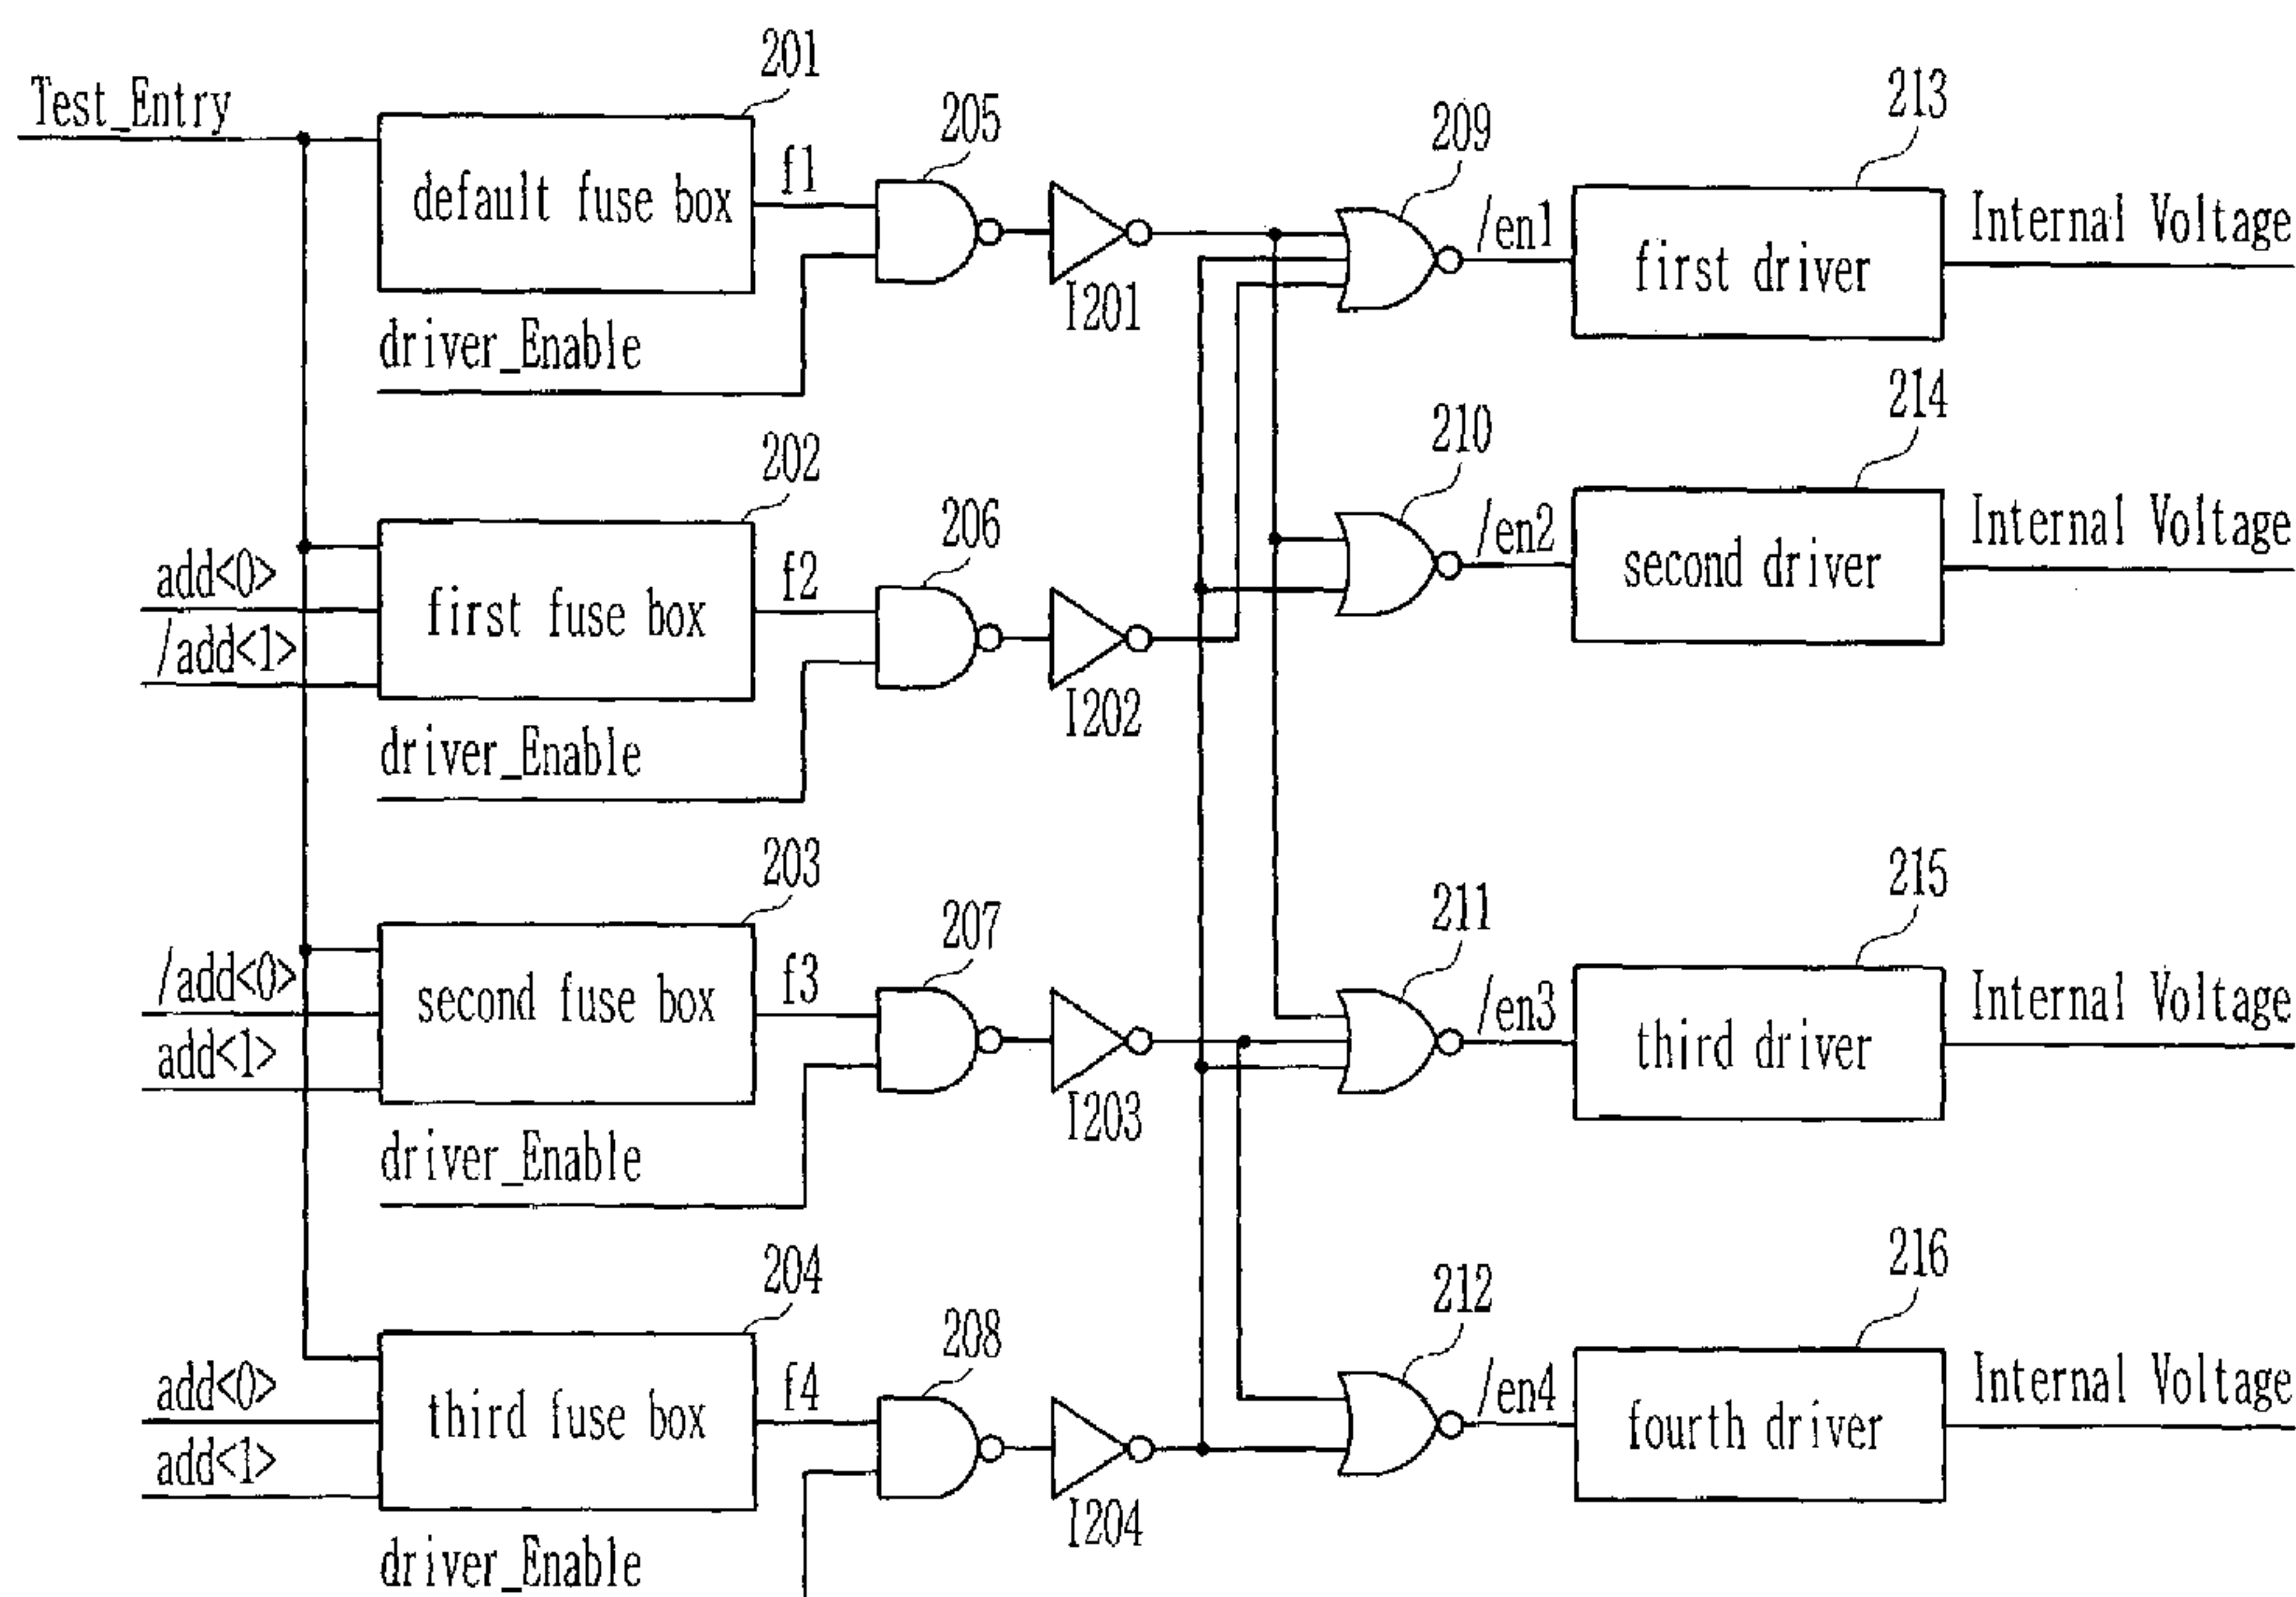 Test_Entry
201
default fuse box
f1
205
I201
driver_Enable
209
/en1
213
first driver
Internal Voltage
add<0>
/add<1>
202
first fuse box
f2
206
I202
driver_Enable
210
/en2
214
second driver
Internal Voltage
/add<0>
add<1>
203
second fuse box
f3
207
I203
driver_Enable
211
/en3
215
third driver
Internal Voltage
add<0>
add<1>
204
third fuse box
f4
208
I204
driver_Enable
212
/en4
216
fourth driver
Internal Voltage